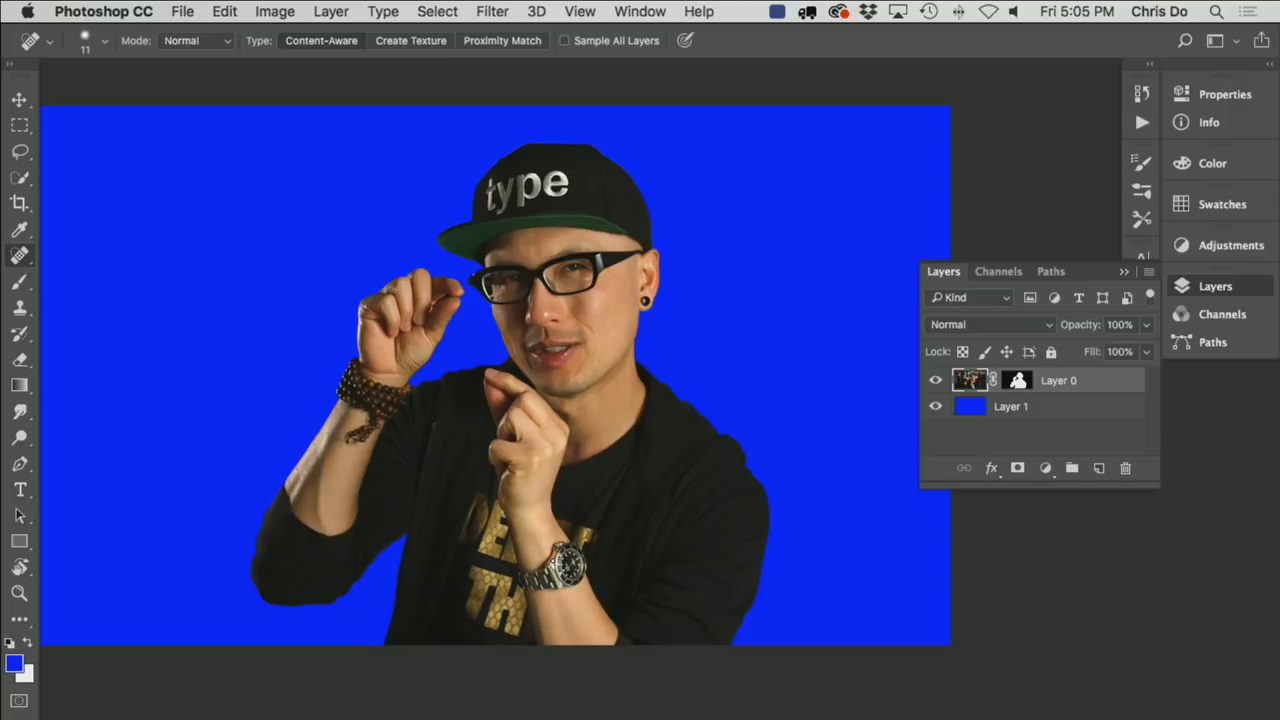 Photoshop CC File Edit Image Layer Type Select Filter 3D View Window Help Fri 5:05 PM Chris Do
11 Mode: Normal Type: Content-Aware Create Texture Proximity Match Sample All Layers
Properties
Info
Color
Swatches
Adjustments
Layers
Channels
Paths
type
Layers Channels Paths
Kind
Normal Opacity: 100%
Lock: Fill: 100%
Layer 0
Layer 1
fx